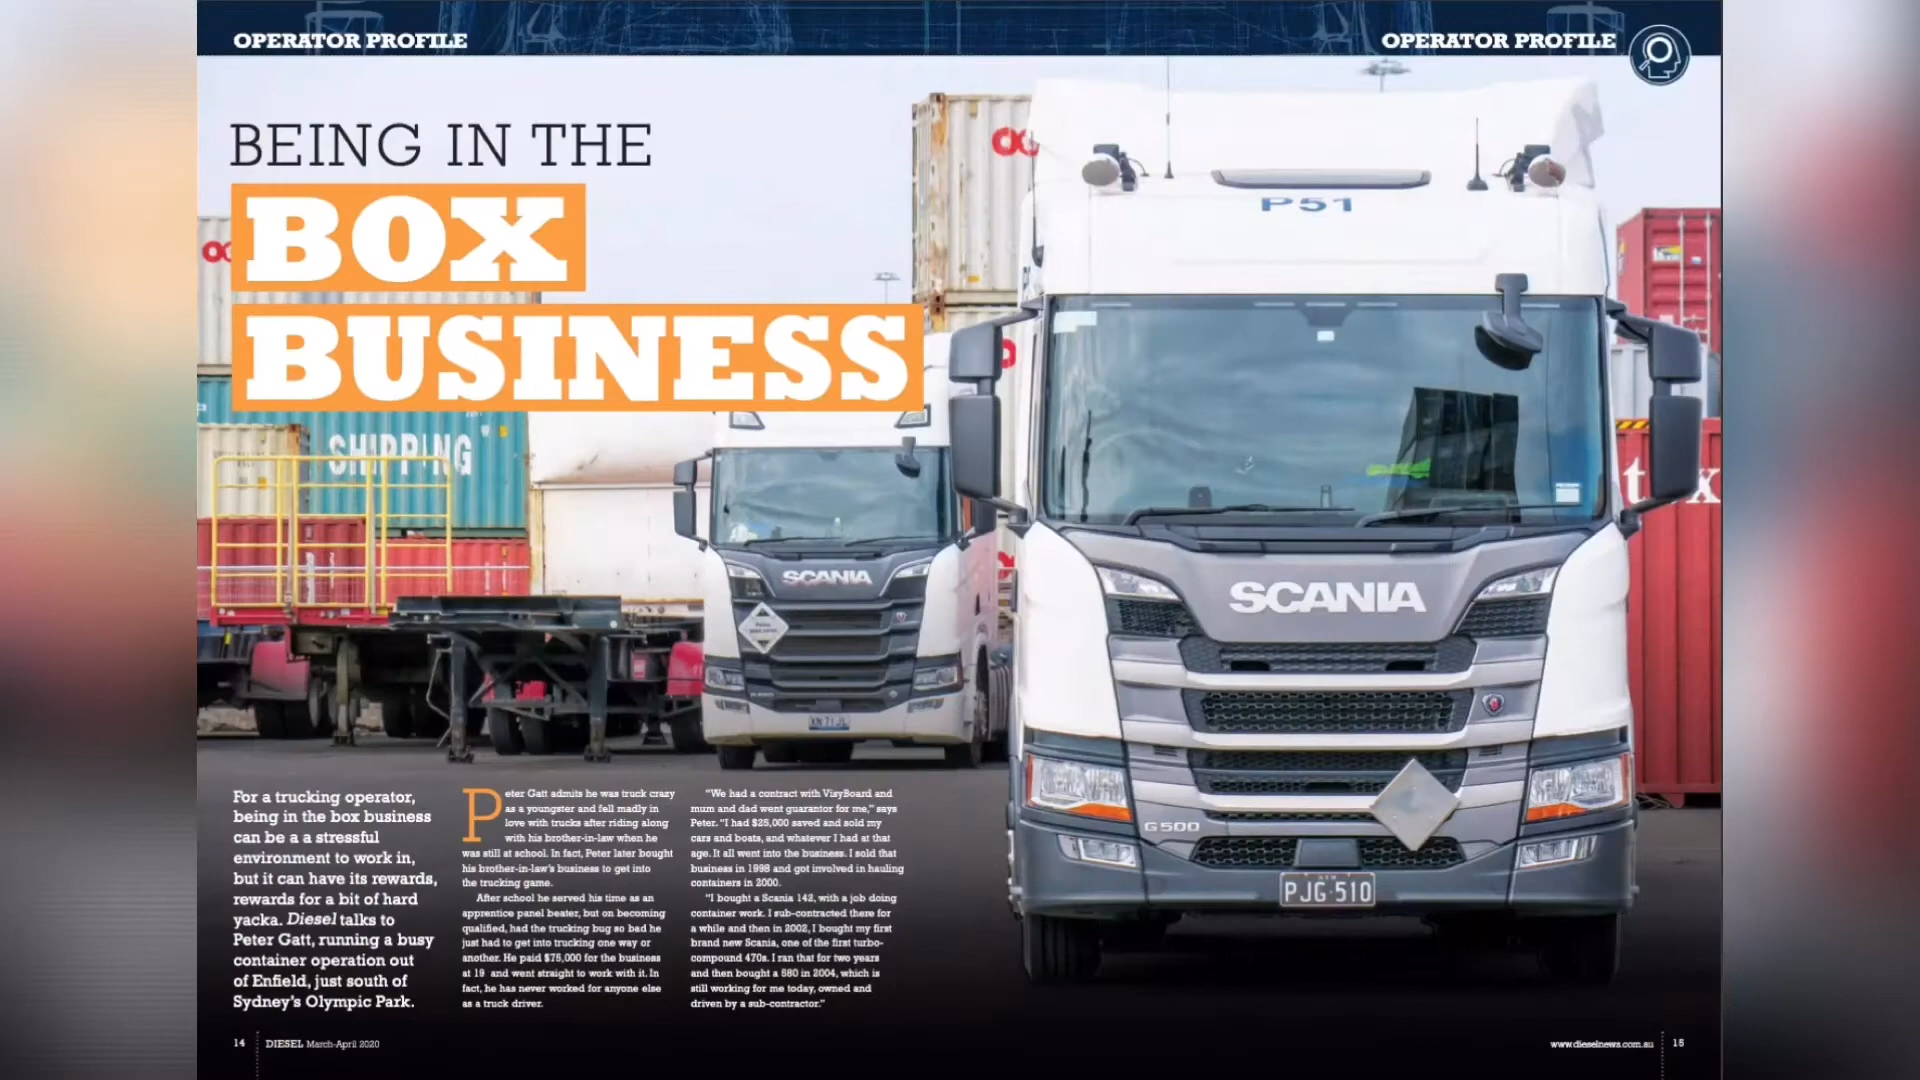 OPERATOR PROFILE
OPERATOR PROFILE
BEING IN THE
BOX
BUSINESS
P51
SHIPPING
SCANIA
SCANIA
G500
PJG·510
For a trucking operator,
being in the box business
can be a a stressful
environment to work in,
but it can have its rewards,
rewards for a bit of hard
yacka. Diesel talks to
Peter Gatt, running a busy
container operation out
of Enfield, just south of
Sydney's Olympic Park.
Peter Gatt admits he was truck crazy
as a youngster and fell madly in
love with trucks after riding along
with his brother-in-law when he
was still at school. In fact, Peter later bought
his brother-in-law's business to get into
the trucking game.
After school he served his time as an
apprentice panel beater, but on becoming
qualified, had the trucking bug so bad he
just had to get into trucking one way or
another. He paid $75,000 for the business
at 19 and went straight to work with it. In
fact, he has never worked for anyone else
as a truck driver.
"We had a contract with VisyBoard and
mum and dad went guarantor for me," says
Peter. "I had $25,000 saved and sold my
cars and boats, and whatever I had at that
age. It all went into the business. I sold that
business in 1998 and got involved in hauling
containers in 2000.
"I bought a Scania 142, with a job doing
container work. I sub-contracted there for
a while and then in 2002, I bought my first
brand new Scania, one of the first turbo-
compound 470s. I ran that for two years
and then bought a 580 in 2004, which is
still working for me today, owned and
driven by a sub-contractor."
14 DIESEL March-April 2020
www.dieselnews.com.au 15